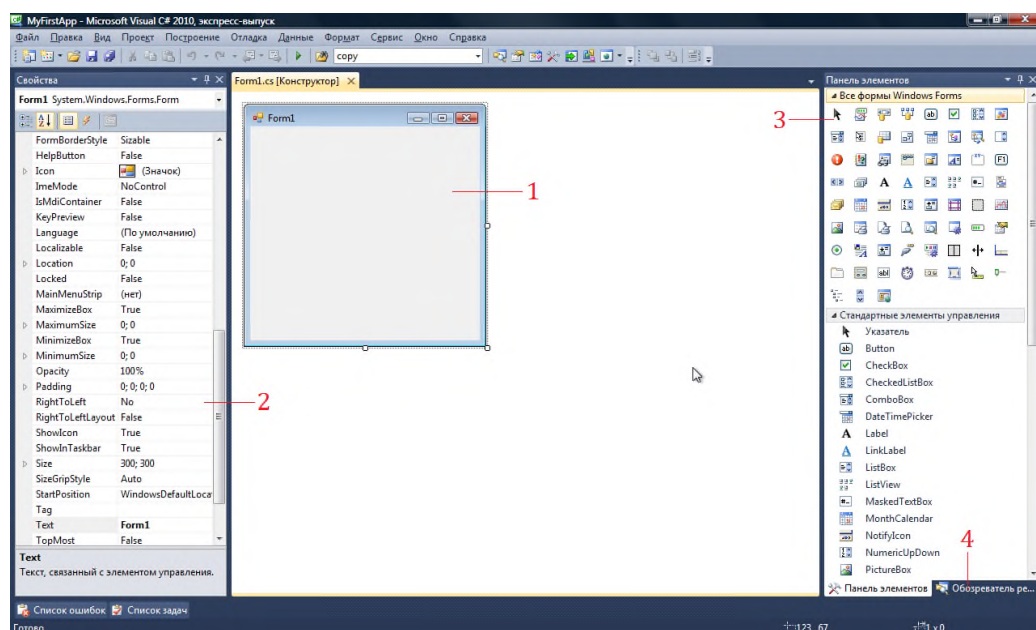 MyFirstApp - Microsoft Visual C# 2010, экспресс-выпуск
Файл Правка Вид Проект Построение Отладка Данные Формат Сервис Окно Справка
copy
Свойства
Form1 System.Windows.Forms.Form
FormBorderStyle Sizable
HelpButton False
Icon (Значок)
ImeMode NoControl
IsMdiContainer False
KeyPreview False
Language (По умолчанию)
Localizable False
Location 0; 0
Locked False
MainMenuStrip (нет)
MaximizeBox True
MaximumSize 0; 0
MinimizeBox True
MinimumSize 0; 0
Opacity 100%
Padding 0; 0; 0; 0
RightToLeft No
RightToLeftLayout False
ShowIcon True
ShowInTaskbar True
Size 300; 300
SizeGripStyle Auto
StartPosition WindowsDefaultLoca
Tag
Text Form1
TopMost False
Text
Текст, связанный с элементом управления.
2
Form1.cs [Конструктор]
Form1
1
Панель элементов
Все формы Windows Forms
3
Стандартные элементы управления
Указатель
Button
CheckBox
CheckedListBox
ComboBox
DateTimePicker
Label
LinkLabel
ListBox
ListView
MaskedTextBox
MonthCalendar
NotifyIcon
NumericUpDown
PictureBox
4
Панель элементов Обозреватель ре...
Список ошибок Список задач
Готово 123, 67 1 x 0